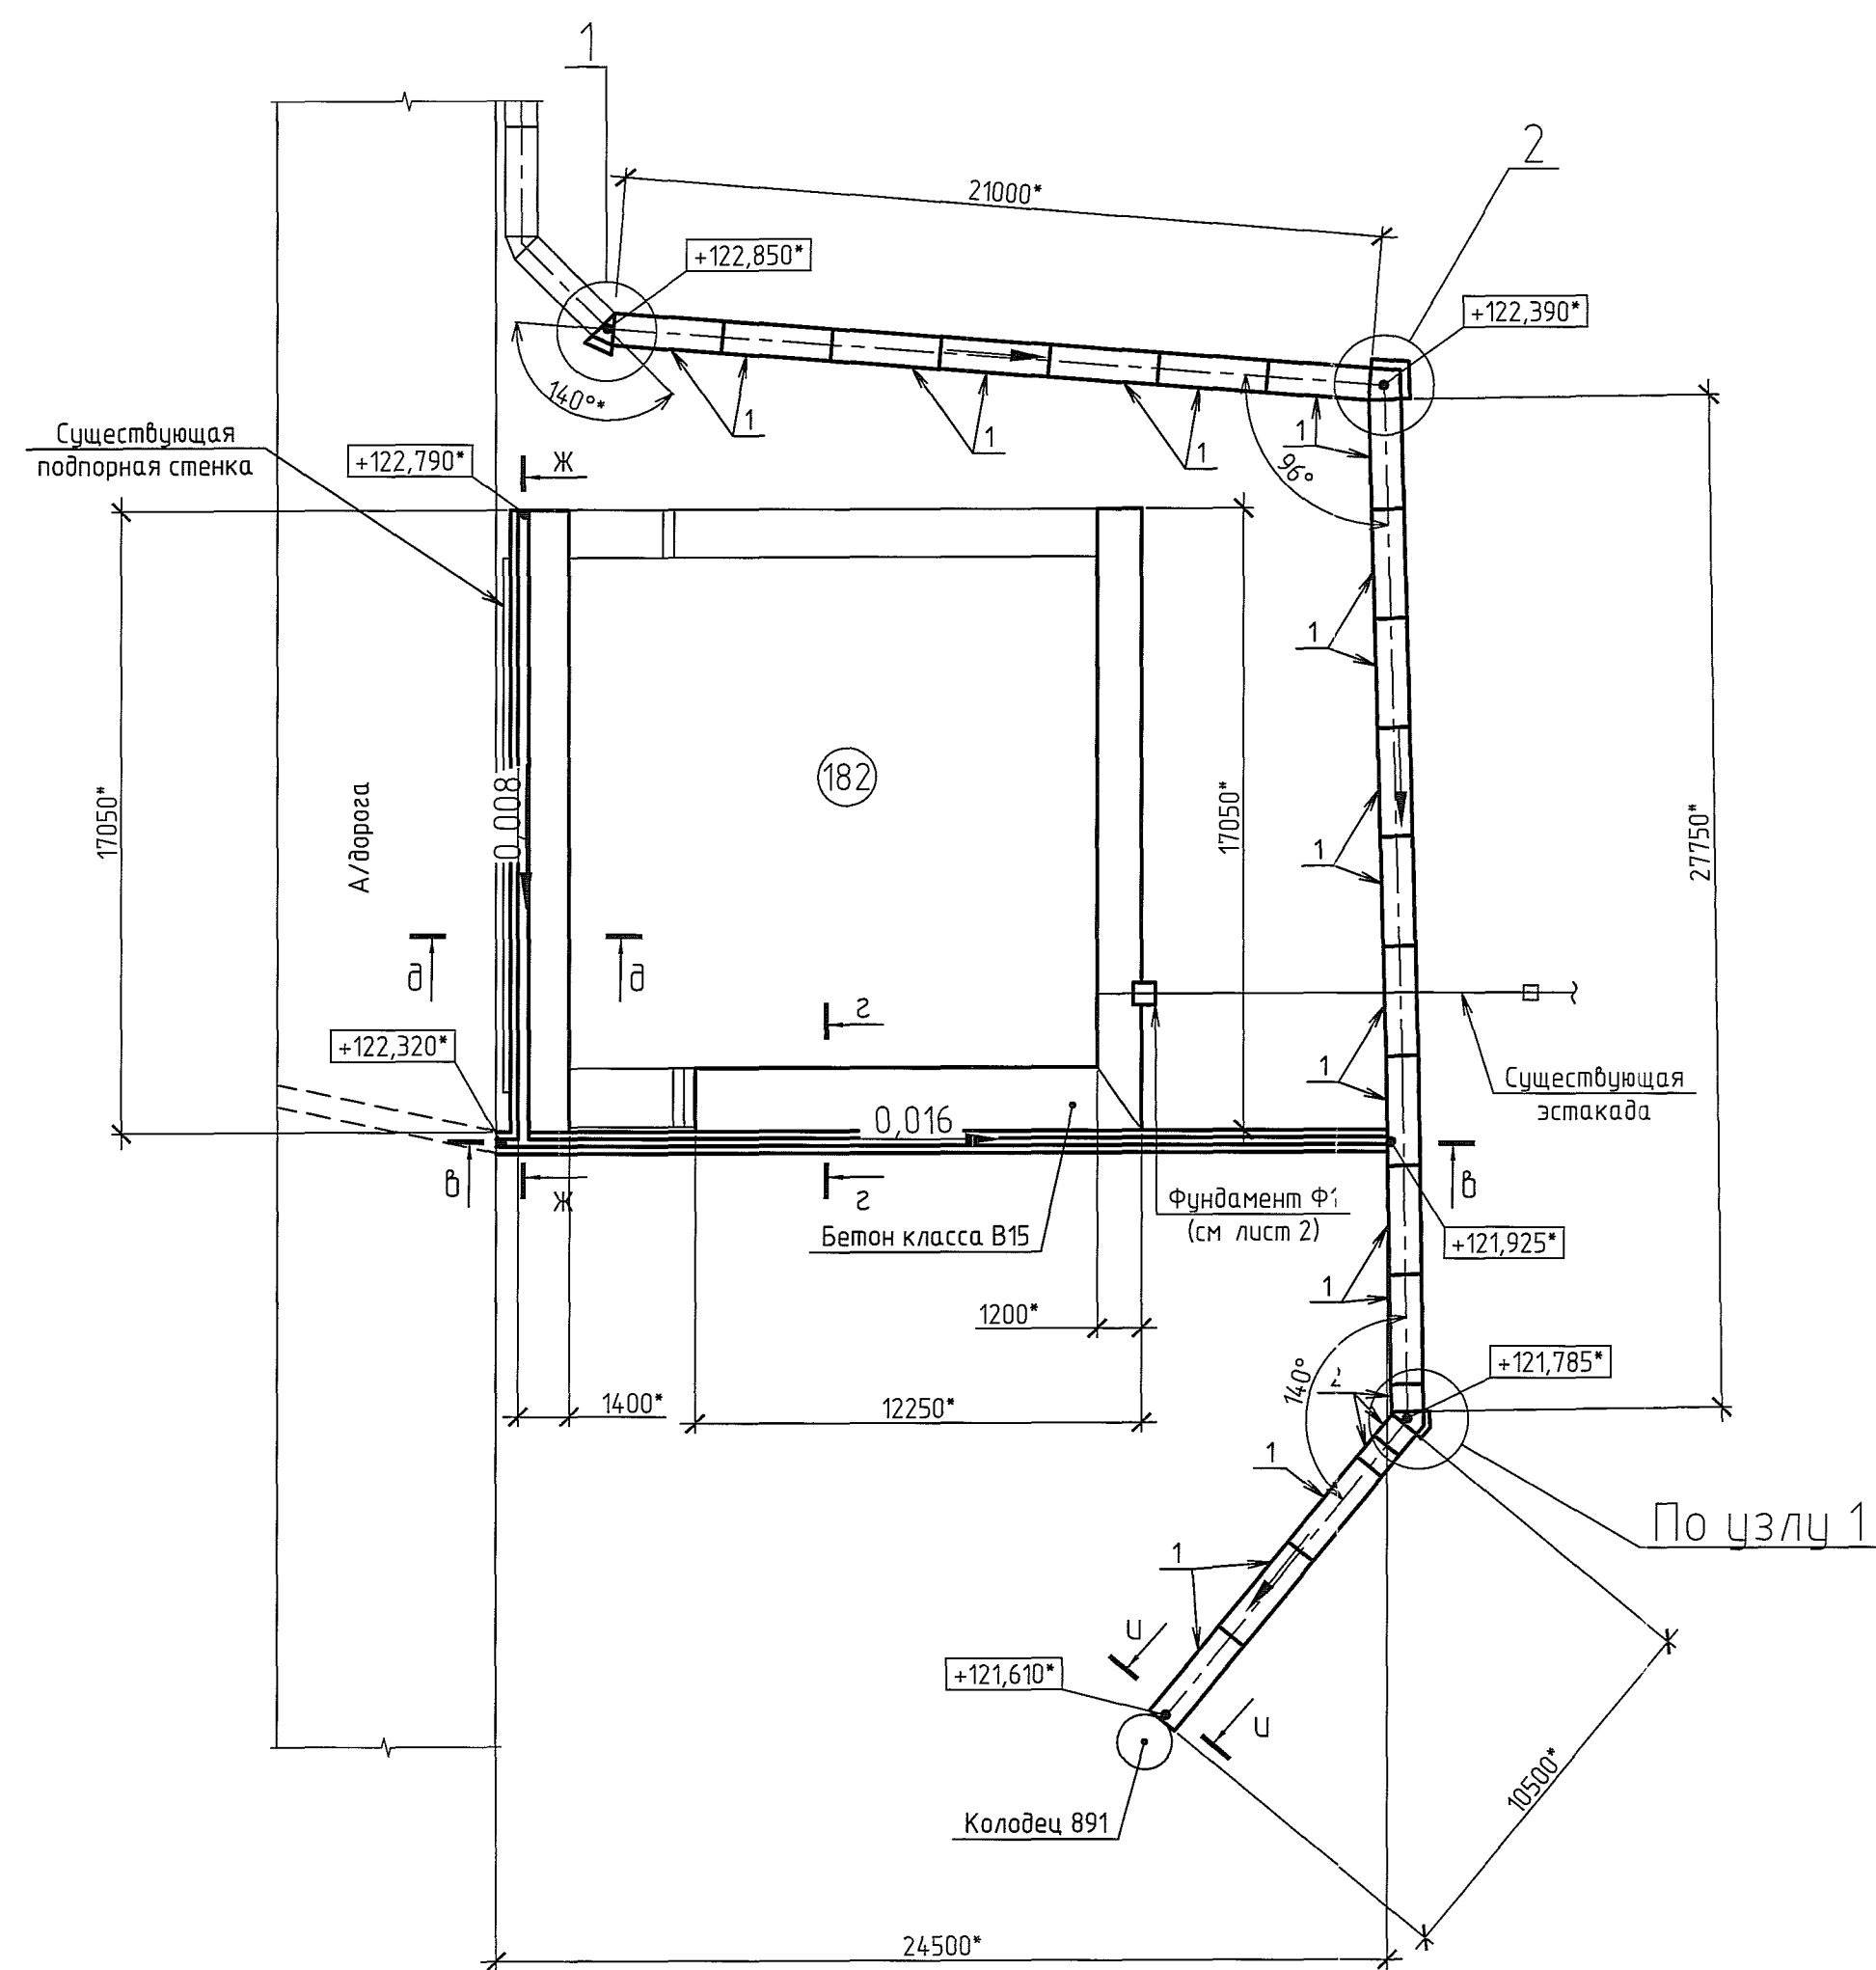 1
2
21000*
+122,850*
+122,390*
140°*
1
1
1
1
96°
Существующая
подпорная стенка
+122,790*
Ж
17050*
А/дорога
0,008
182
17050*
1
1
27750*
д
д
г
+122,320*
0,016
1
Существующая
эстакада
в
Ж
г
в
Фундамент Ф1
(см лист 2)
Бетон класса В15
+121,925*
1
1200*
1400*
12250*
140°
2
+121,785*
1
По узлу 1
1
и
и
+121,610*
10500*
Колодец 891
24500*